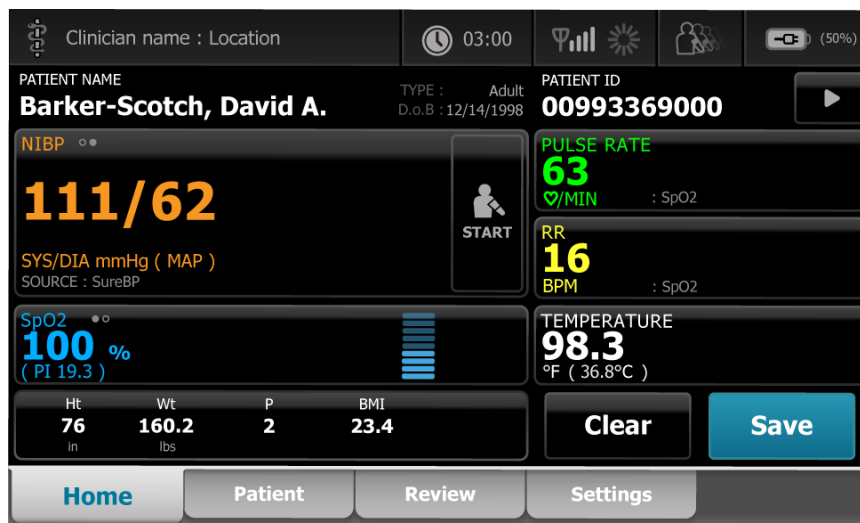 Clinician name : Location
03:00
(50%)
PATIENT NAME
Barker-Scotch, David A.
TYPE : Adult
D.o.B : 12/14/1998
PATIENT ID
00993369000
NIBP
111/62
SYS/DIA mmHg ( MAP )
SOURCE : SureBP
START
PULSE RATE
63
♡/MIN : SpO2
RR
16
BPM : SpO2
SpO2
100 %
( PI 19.3 )
TEMPERATURE
98.3
°F ( 36.8°C )
Ht Wt P BMI
76 160.2 2 23.4
in lbs
Clear
Save
Home
Patient
Review
Settings